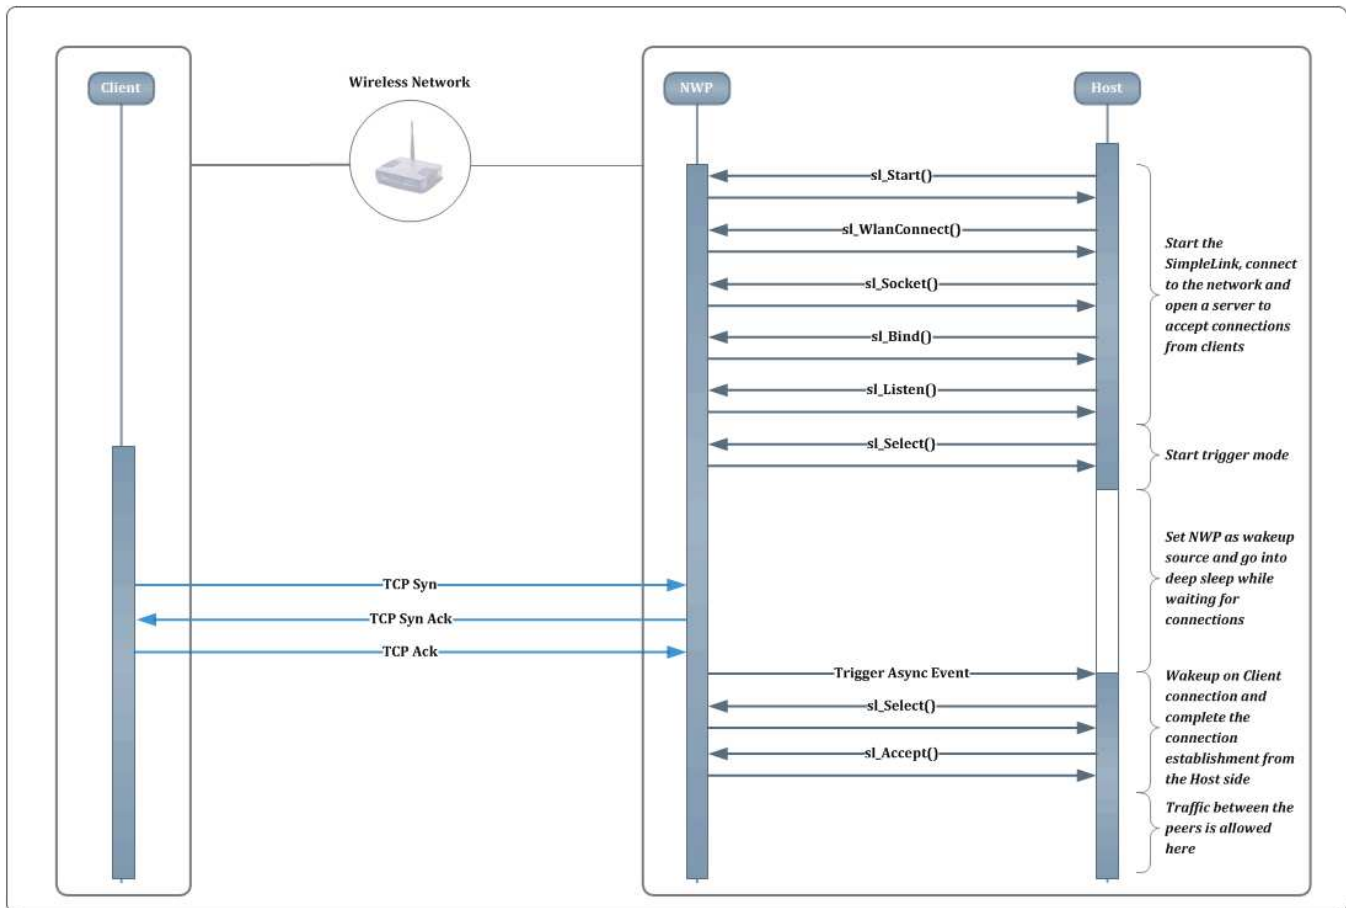 Client
Wireless Network
NWP
Host
sl_Start()
sl_WlanConnect()
sl_Socket()
sl_Bind()
sl_Listen()
Start the
SimpleLink, connect
to the network and
open a server to
accept connections
from clients
sl_Select()
Start trigger mode
Set NWP as wakeup
source and go into
deep sleep while
waiting for
connections
TCP Syn
TCP Syn Ack
TCP Ack
Trigger Async Event
sl_Select()
sl_Accept()
Wakeup on Client
connection and
complete the
connection
establishment from
the Host side
Traffic between the
peers is allowed
here